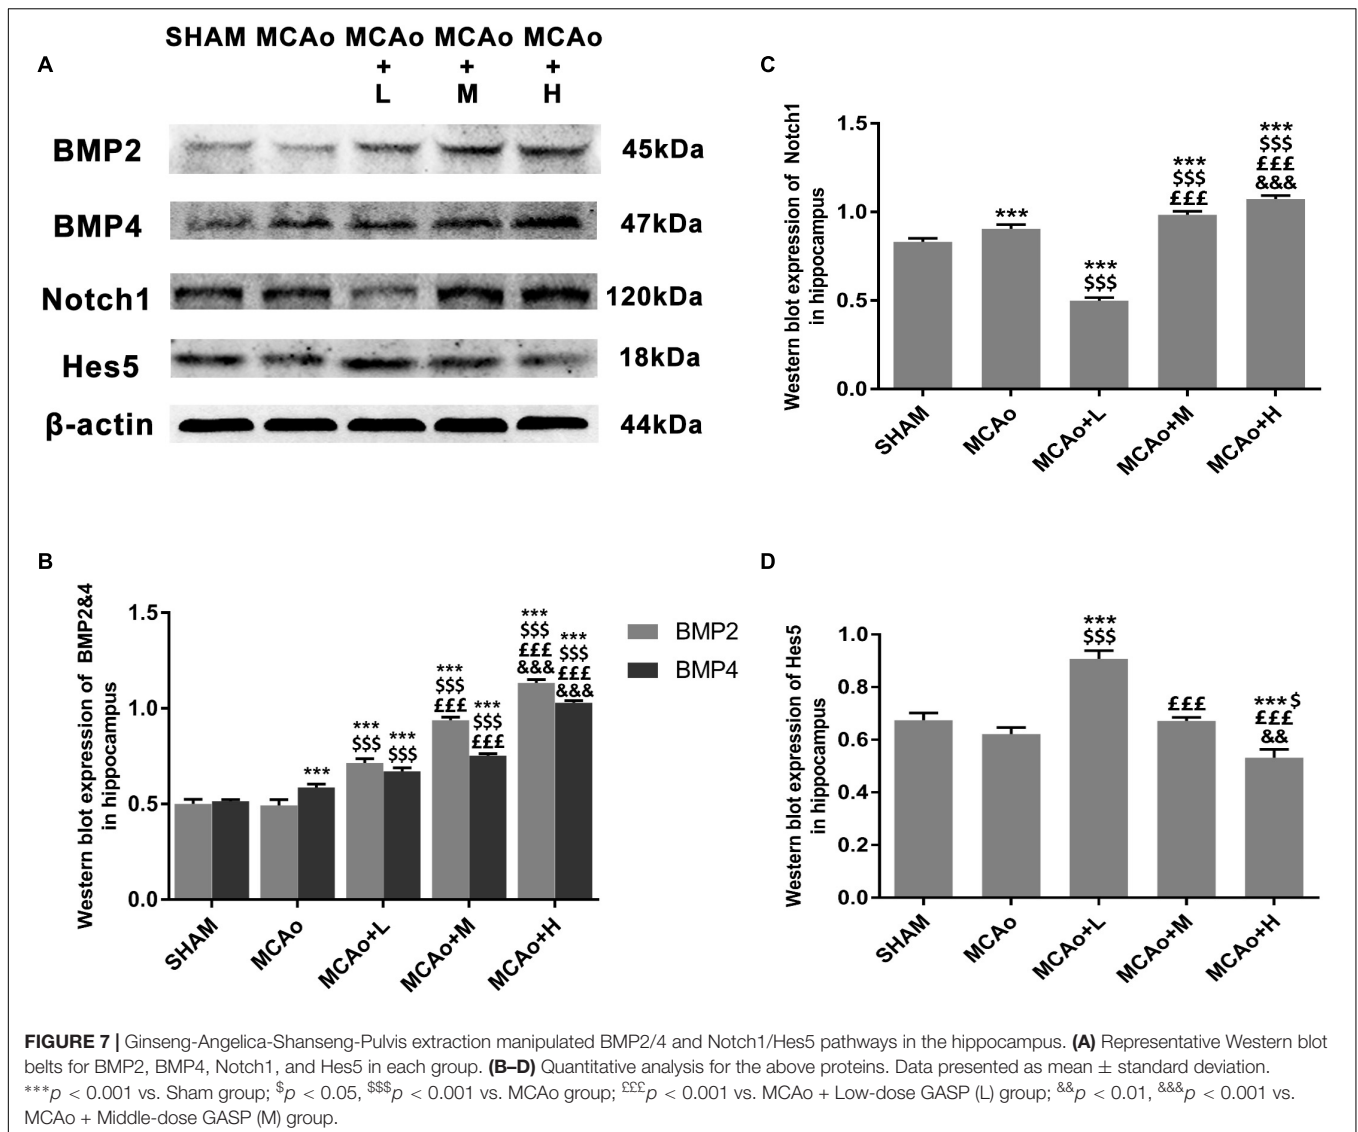 A
SHAM MCAo MCAo MCAo MCAo
+ + +
L M H
BMP2 45kDa
BMP4 47kDa
Notch1 120kDa
Hes5 18kDa
β-actin 44kDa
B
Western blot expression of BMP2&4
in hippocampus
1.5
1.0
0.5
0.0
***
***
$$$
***
$$$
***
$$$
£££
***
$$$
£££
***
$$$
£££
&&&
***
$$$
£££
&&&
SHAM
MCAo
MCAo+L
MCAo+M
MCAo+H
BMP2
BMP4
C
Western blot expression of Notch1
in hippocampus
1.5
1.0
0.5
0.0
***
***
$$$
***
$$$
£££
***
$$$
£££
&&&
SHAM
MCAo
MCAo+L
MCAo+M
MCAo+H
D
Western blot expression of Hes5
in hippocampus
1.0
0.8
0.6
0.4
0.2
0.0
***
$$$
£££
***$
£££
&&
SHAM
MCAo
MCAo+L
MCAo+M
MCAo+H
FIGURE 7 | Ginseng-Angelica-Shanseng-Pulvis extraction manipulated BMP2/4 and Notch1/Hes5 pathways in the hippocampus. (A) Representative Western blot
belts for BMP2, BMP4, Notch1, and Hes5 in each group. (B–D) Quantitative analysis for the above proteins. Data presented as mean ± standard deviation.
***p < 0.001 vs. Sham group; $p < 0.05, $$$p < 0.001 vs. MCAo group; £££p < 0.001 vs. MCAo + Low-dose GASP (L) group; &&p < 0.01, &&&p < 0.001 vs.
MCAo + Middle-dose GASP (M) group.